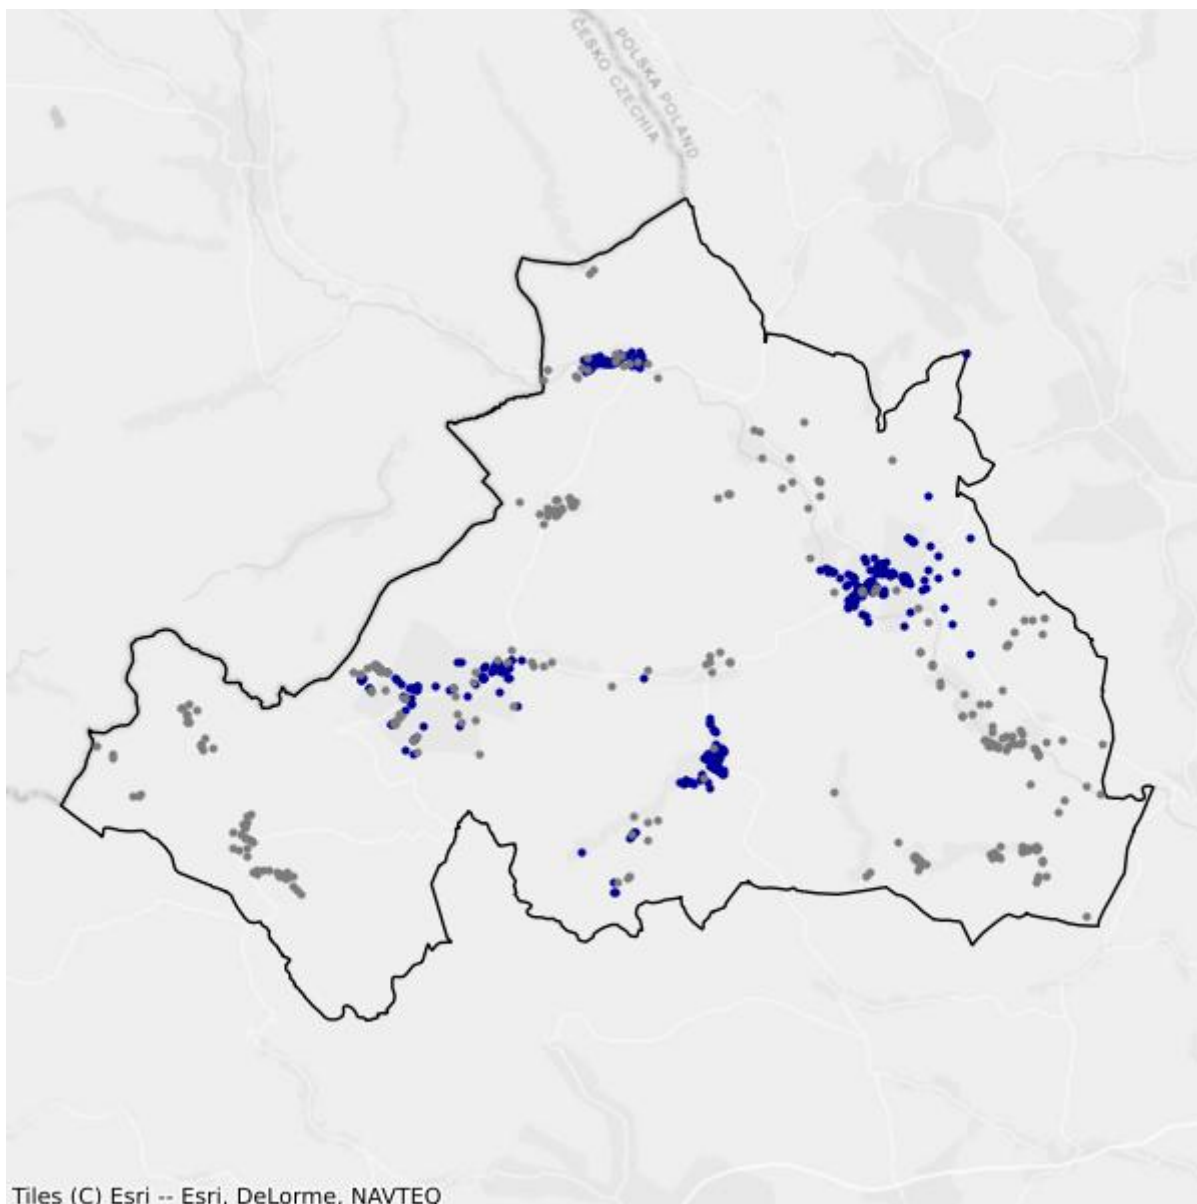 POLSKA POLAND
ČESKO CZECHIA
Tiles (C) Esri -- Esri, DeLorme, NAVTEQ